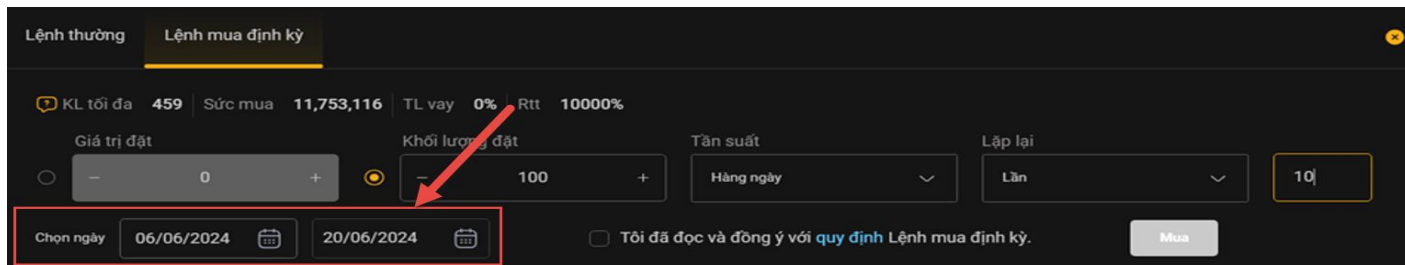 Lệnh thường Lệnh mua định kỳ
KL tối đa 459 Sức mua 11,753,116 TL vay 0% Rtt 10000%
Giá trị đặt Khối lượng đặt Tần suất Lặp lại
− 0 + − 100 + Hàng ngày Lần 10
Chọn ngày 06/06/2024 20/06/2024 Tôi đã đọc và đồng ý với quy định Lệnh mua định kỳ. Mua